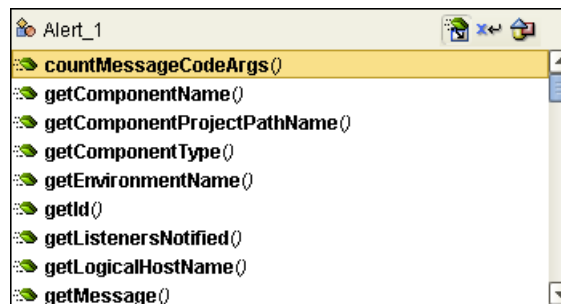 Alert_1
countMessageCodeArgs()
getComponentName()
getComponentProjectPathName()
getComponentType()
getEnvironmentName()
getId()
getListenersNotified()
getLogicalHostName()
getMessage()